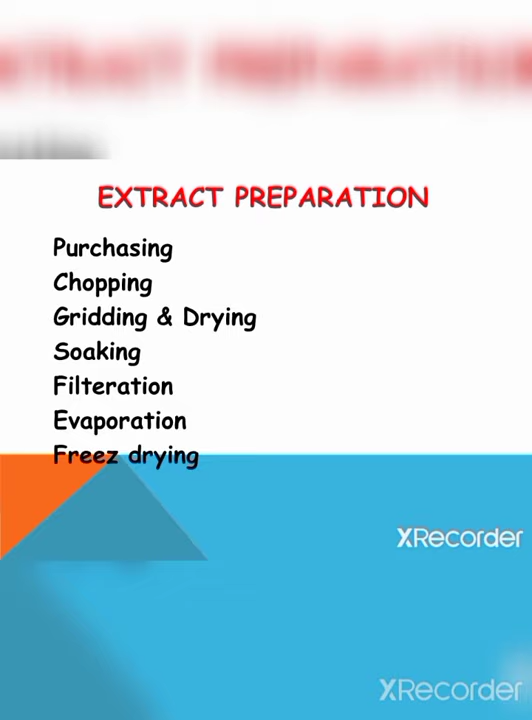 EXTRACT PREPARATION
Purchasing
Chopping
Gridding & Drying
Soaking
Filteration
Evaporation
Freez drying
XRecorder
XRecorder